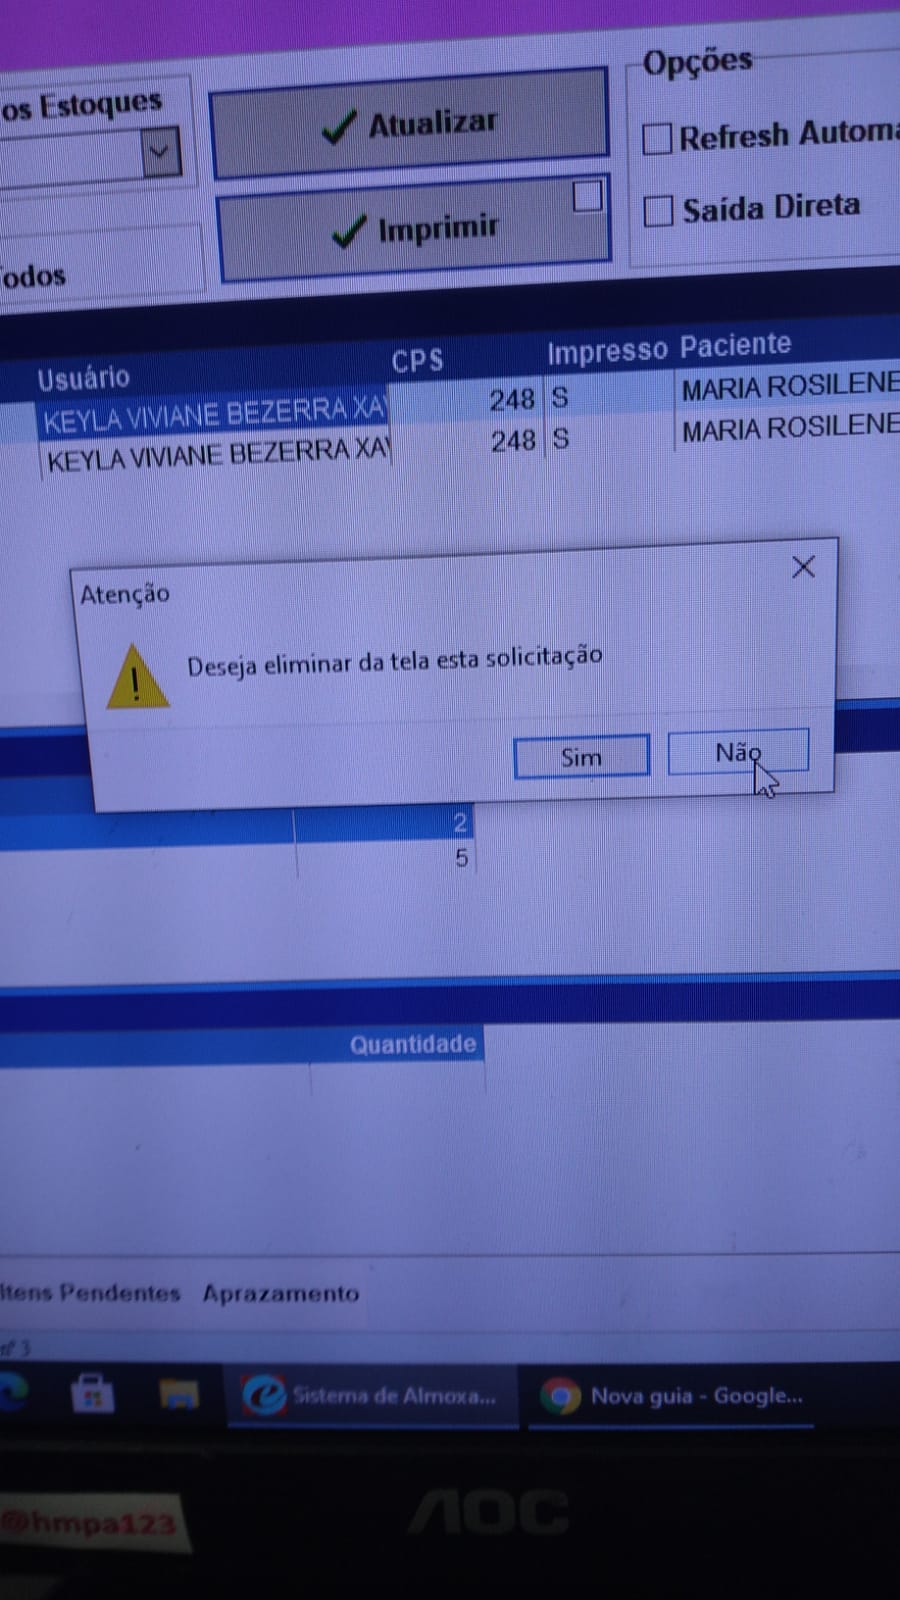 os Estoques
Atualizar
Opções
Refresh Automa
Imprimir
Saída Direta
odos
Usuário CPS Impresso Paciente
KEYLA VIVIANE BEZERRA XA 248 S MARIA ROSILENE
KEYLA VIVIANE BEZERRA XA 248 S MARIA ROSILENE
Atenção
Deseja eliminar da tela esta solicitação
Sim Não
2
5
Quantidade
Itens Pendentes Aprazamento
nº 3
Sistema de Almoxa... Nova guia - Google...
@hmpa123
AOC